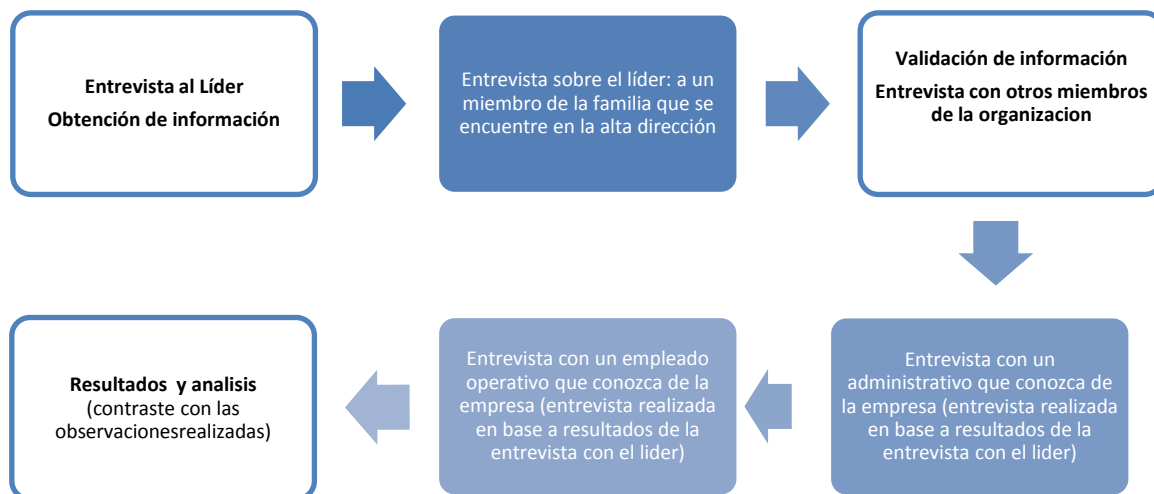 Entrevista al Líder
Obtención de información
Entrevista sobre el líder: a un
miembro de la familia que se
encuentre en la alta dirección
Validación de información
Entrevista con otros miembros
de la organizacion
Entrevista con un
administrativo que conozca de
la empresa (entrevista realizada
en base a resultados de la
entrevista con el lider)
Entrevista con un empleado
operativo que conozca de la
empresa (entrevista realizada
en base a resultados de la
entrevista con el lider)
Resultados y analisis
(contraste con las
observacionesrealizadas)